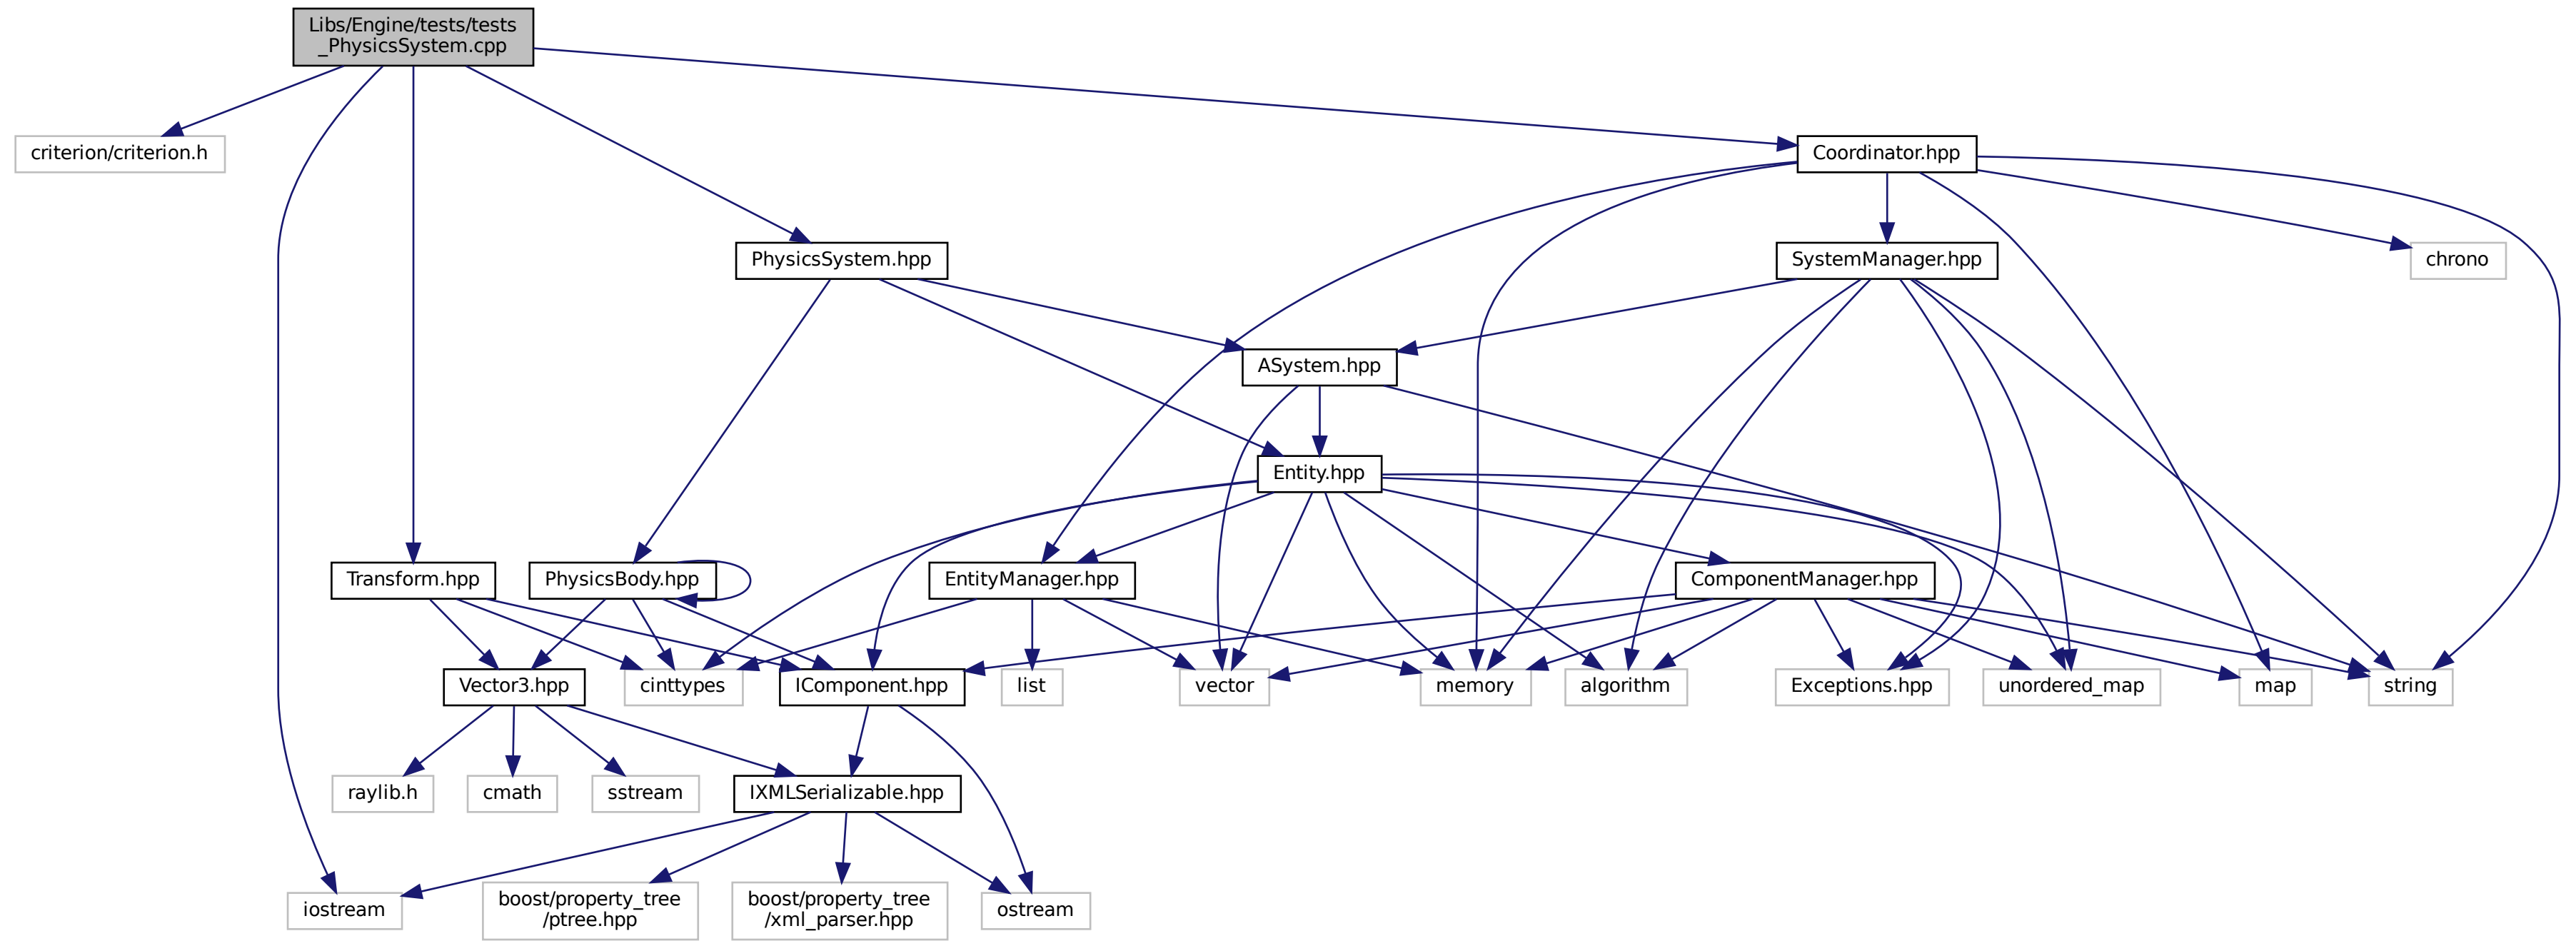 Libs/Engine/tests/tests
_PhysicsSystem.cpp
criterion/criterion.h
Coordinator.hpp
PhysicsSystem.hpp
SystemManager.hpp
chrono
ASystem.hpp
Entity.hpp
Transform.hpp
PhysicsBody.hpp
EntityManager.hpp
ComponentManager.hpp
Vector3.hpp
cinttypes
IComponent.hpp
list
vector
memory
algorithm
Exceptions.hpp
unordered_map
map
string
raylib.h
cmath
sstream
IXMLSerializable.hpp
iostream
boost/property_tree
/ptree.hpp
boost/property_tree
/xml_parser.hpp
ostream